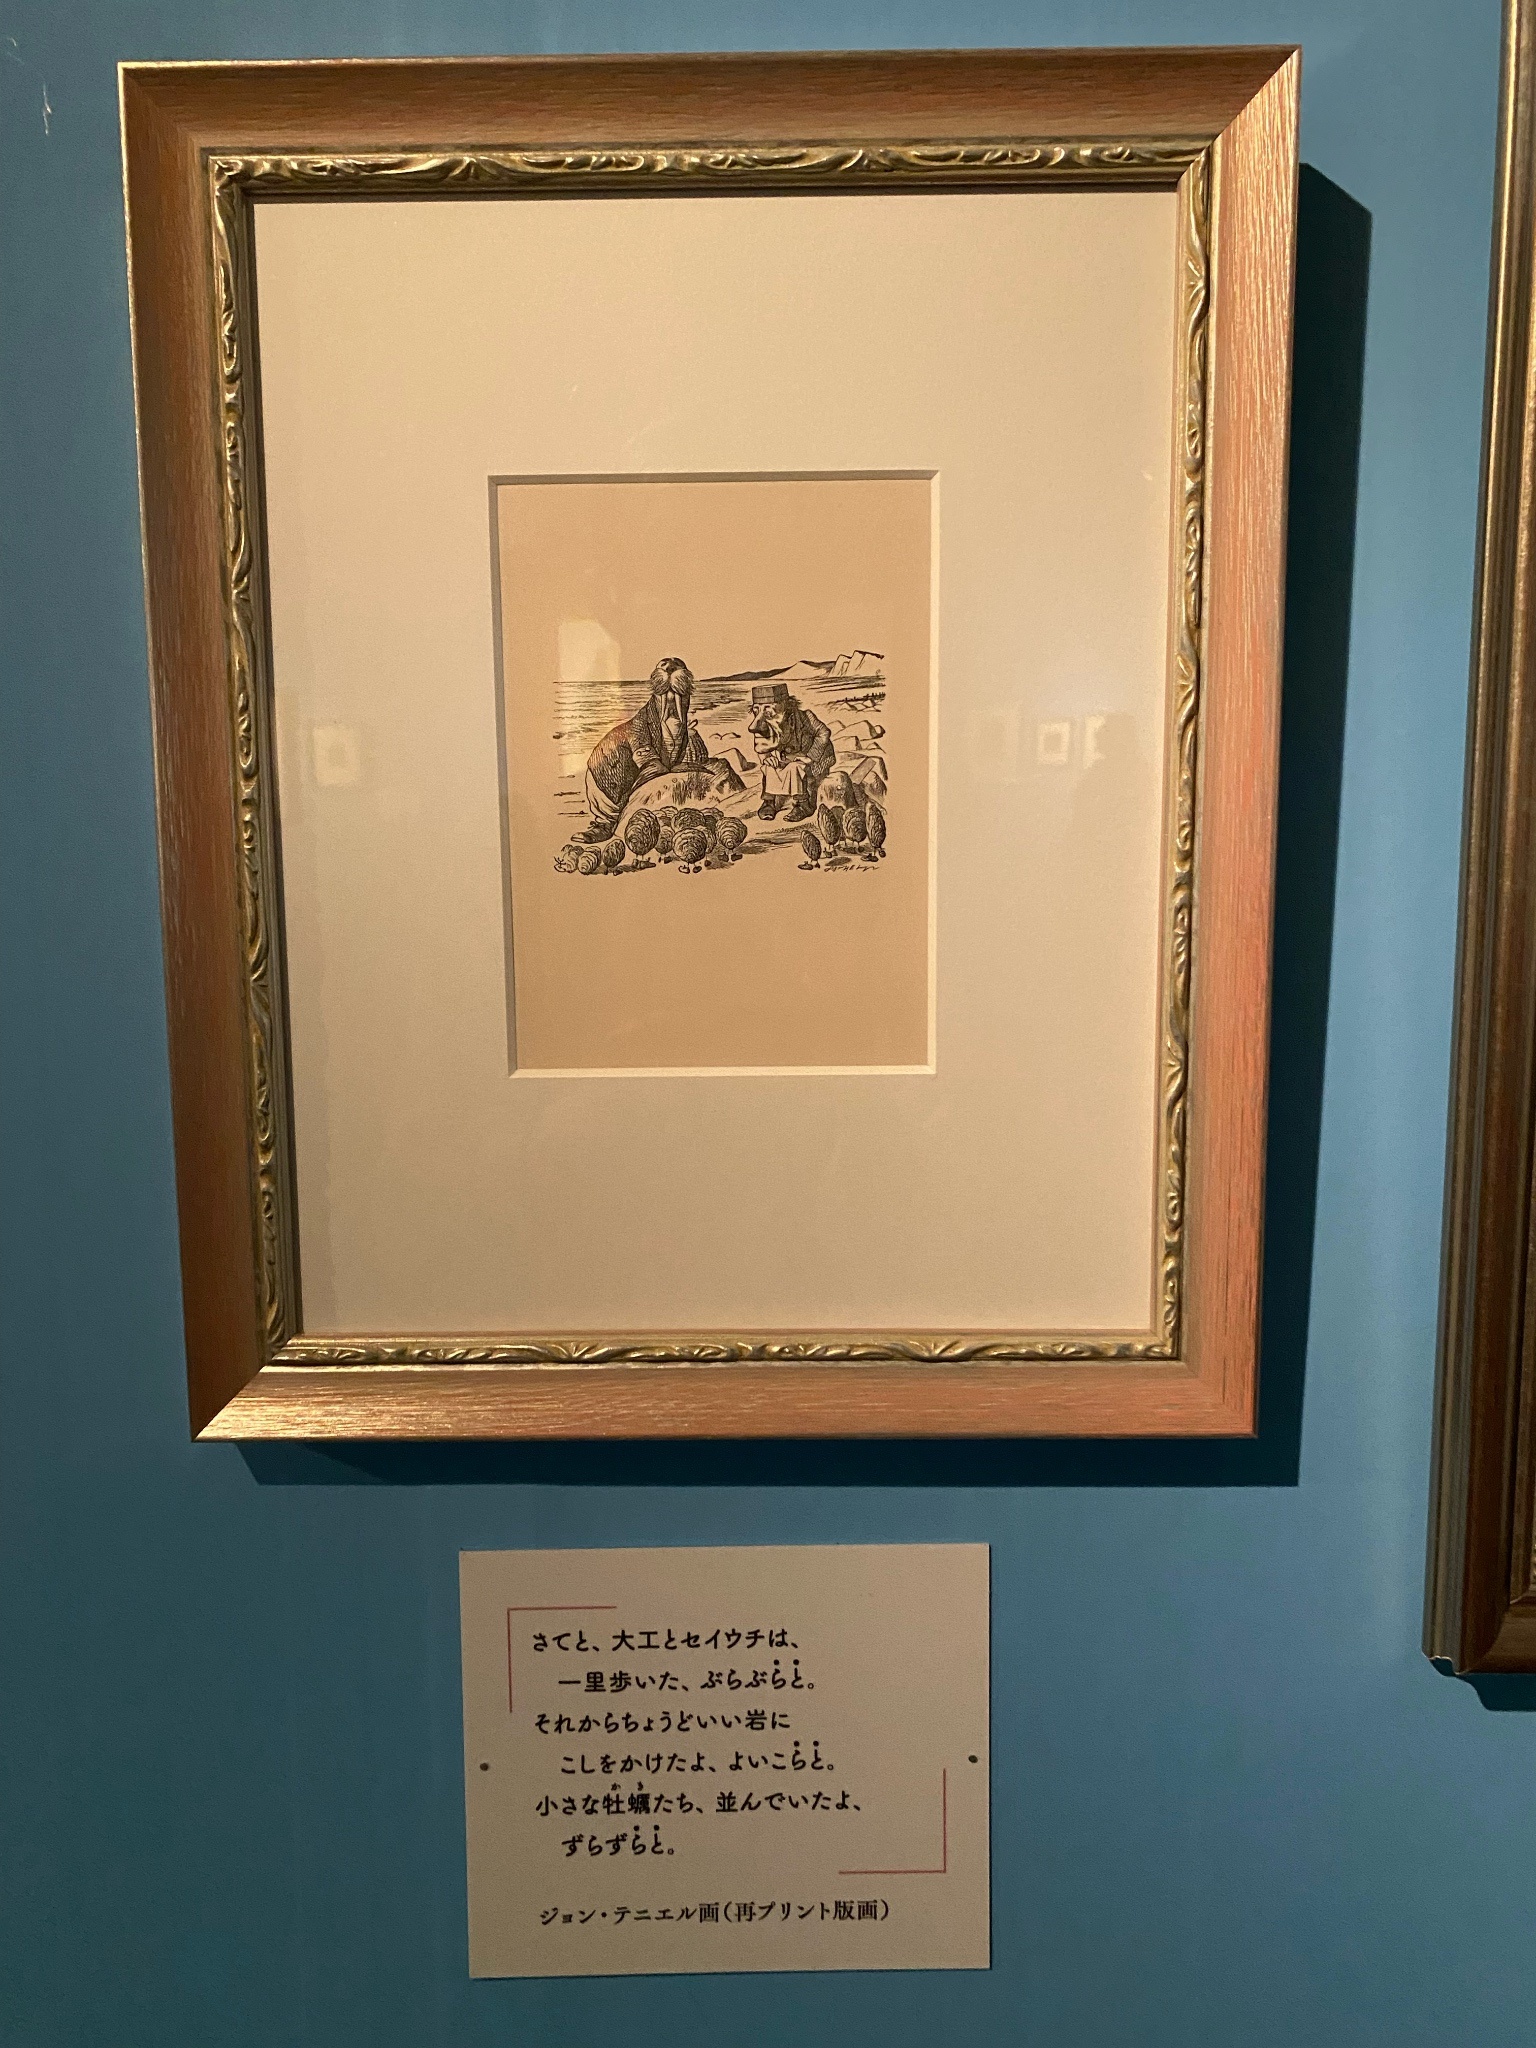 さてと、大工とセイウチは、
一里歩いた、ぶらぶらと。
それからちょうどいい岩に
こしをかけたよ、よいこらと。
小さな牡蠣たち、並んでいたよ、
ずらずらと。
ジョン・テニエル画（再プリント版画）